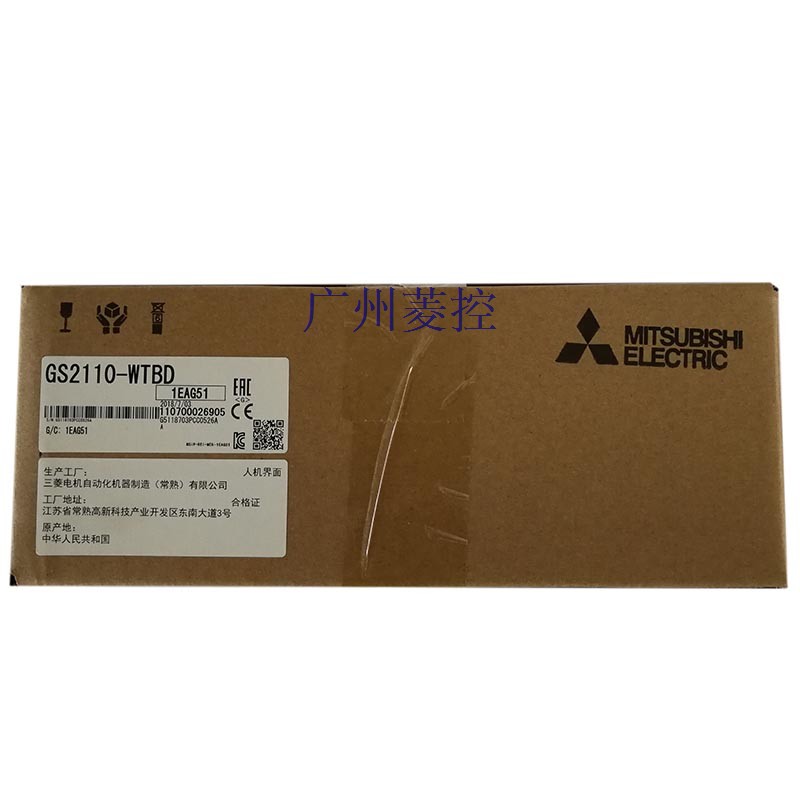 广州菱控
MITSUBISHI
ELECTRIC
GS2110-WTBD
1EAG51
2018/7/03
110700026905
G5118703PCC0526A
A
G/C: 1EAG51
EAC
<G>
CE
生产工厂:
人机界面
三菱电机自动化机器制造（常熟）有限公司
工厂地址:
合格证
江苏省常熟高新科技产业开发区东南大道3号
原产地:
中华人民共和国